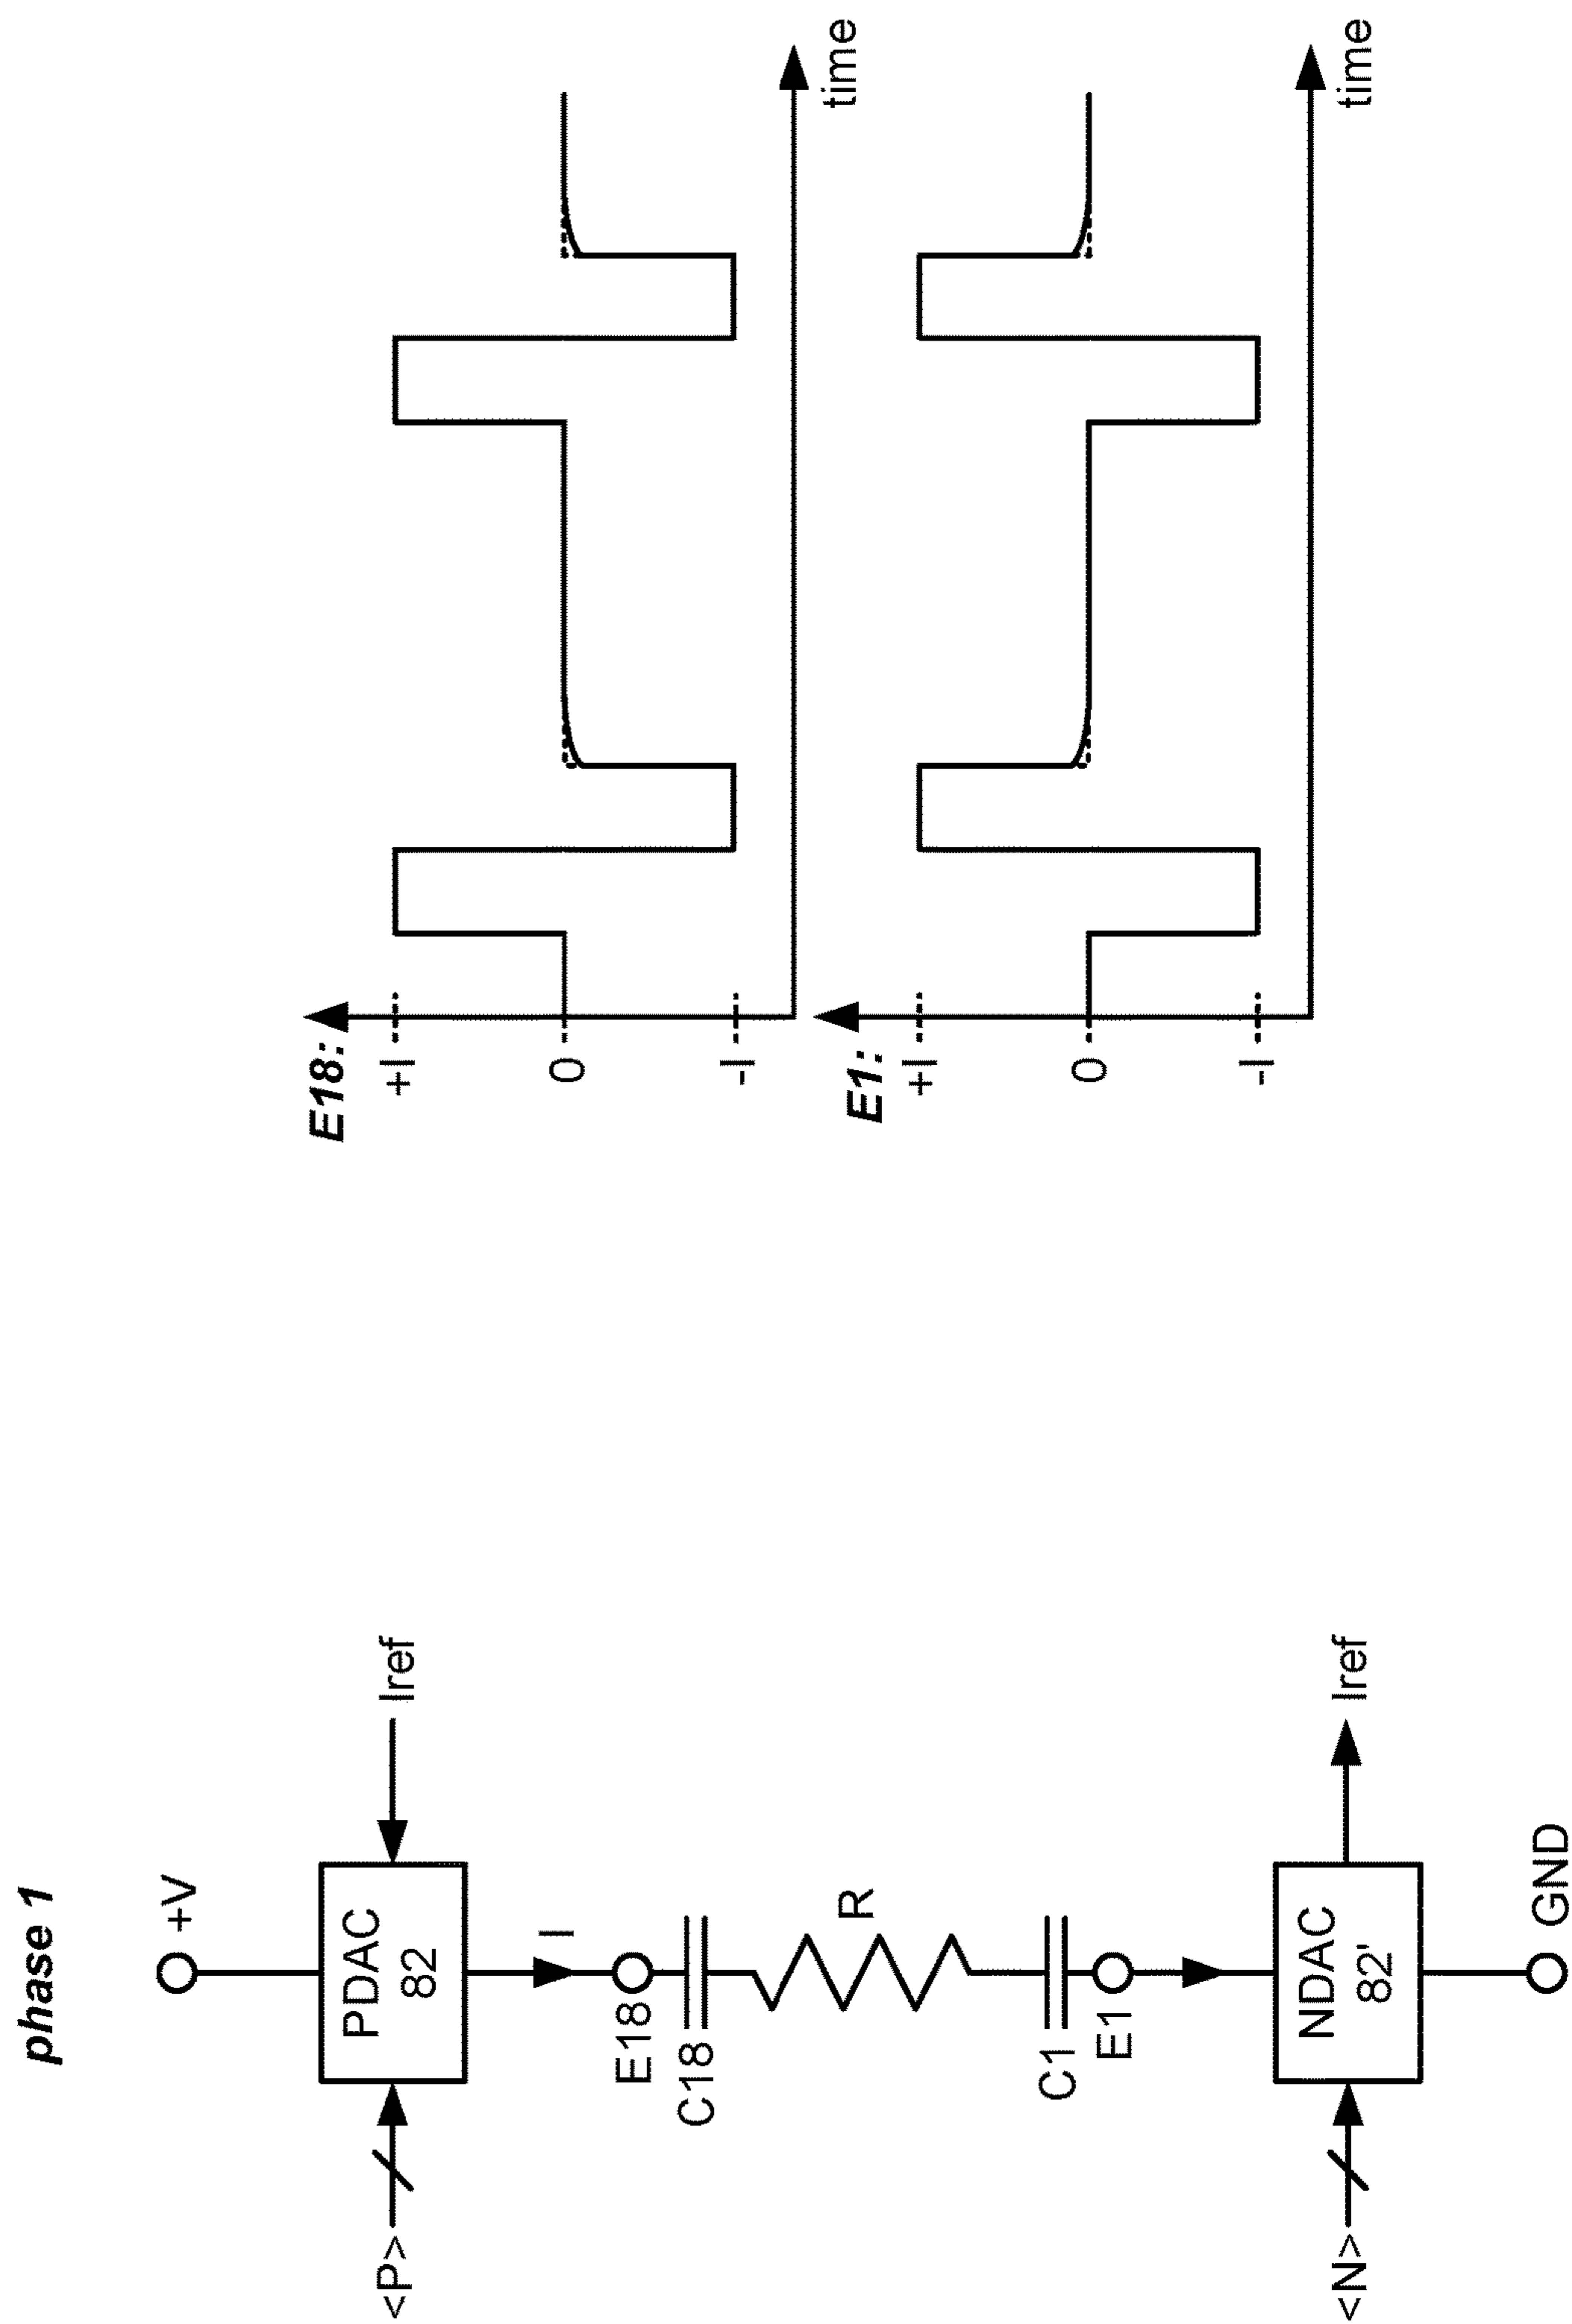 phase 1
+V
<P>
PDAC
82
Iref
I
E18
C18
R
C1
E1
<N>
NDAC
82'
Iref
GND
E18:
+I
0
-I
time
E1:
+I
0
-I
time